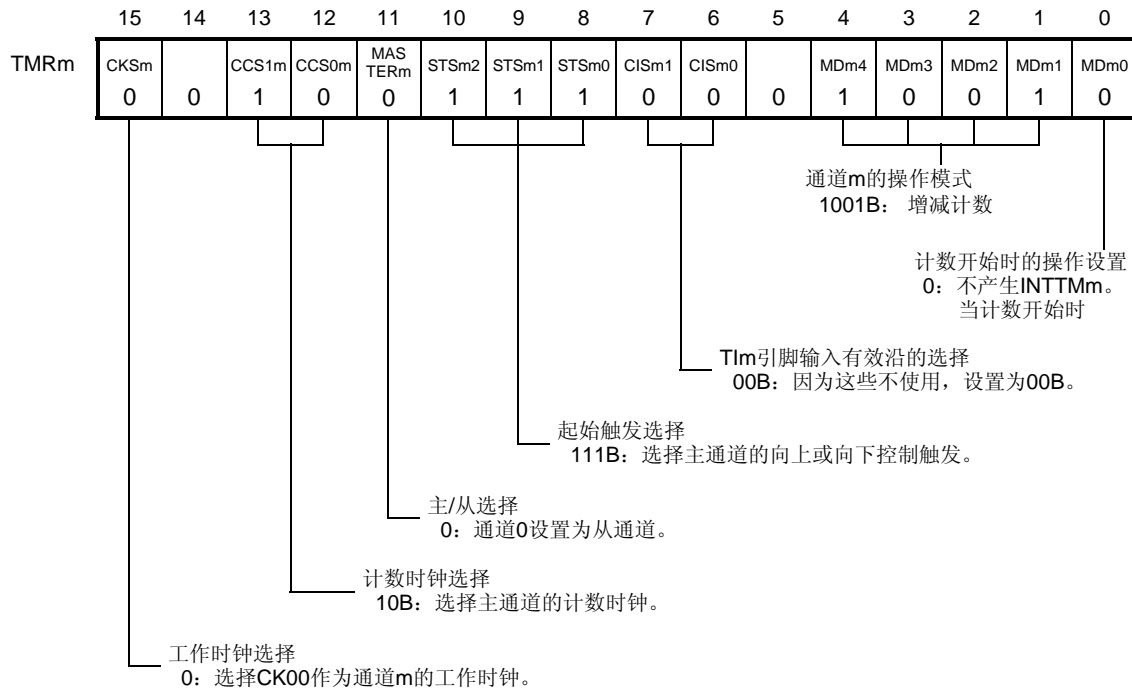 15 14 13 12 11 10 9 8 7 6 5 4 3 2 1 0
TMRm
CKSm CCS1m CCS0m MAS TERm STSm2 STSm1 STSm0 CISm1 CISm0 MDm4 MDm3 MDm2 MDm1 MDm0
0 0 1 0 0 1 1 1 0 0 0 1 0 0 1 0
通道m的操作模式
1001B： 增减计数
计数开始时的操作设置
0：不产生INTTMm。
当计数开始时
TIm引脚输入有效沿的选择
00B：因为这些不使用，设置为00B。
起始触发选择
111B：选择主通道的向上或向下控制触发。
主/从选择
0：通道0设置为从通道。
计数时钟选择
10B：选择主通道的计数时钟。
工作时钟选择
0：选择CK00作为通道m的工作时钟。